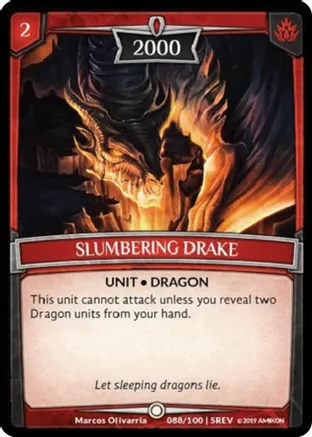 2
2000
SLUMBERING DRAKE
UNIT • DRAGON
This unit cannot attack unless you reveal two
Dragon units from your hand.
Let sleeping dragons lie.
Marcos Olivarria 088/100 | 5REV ©2019 AMIKON